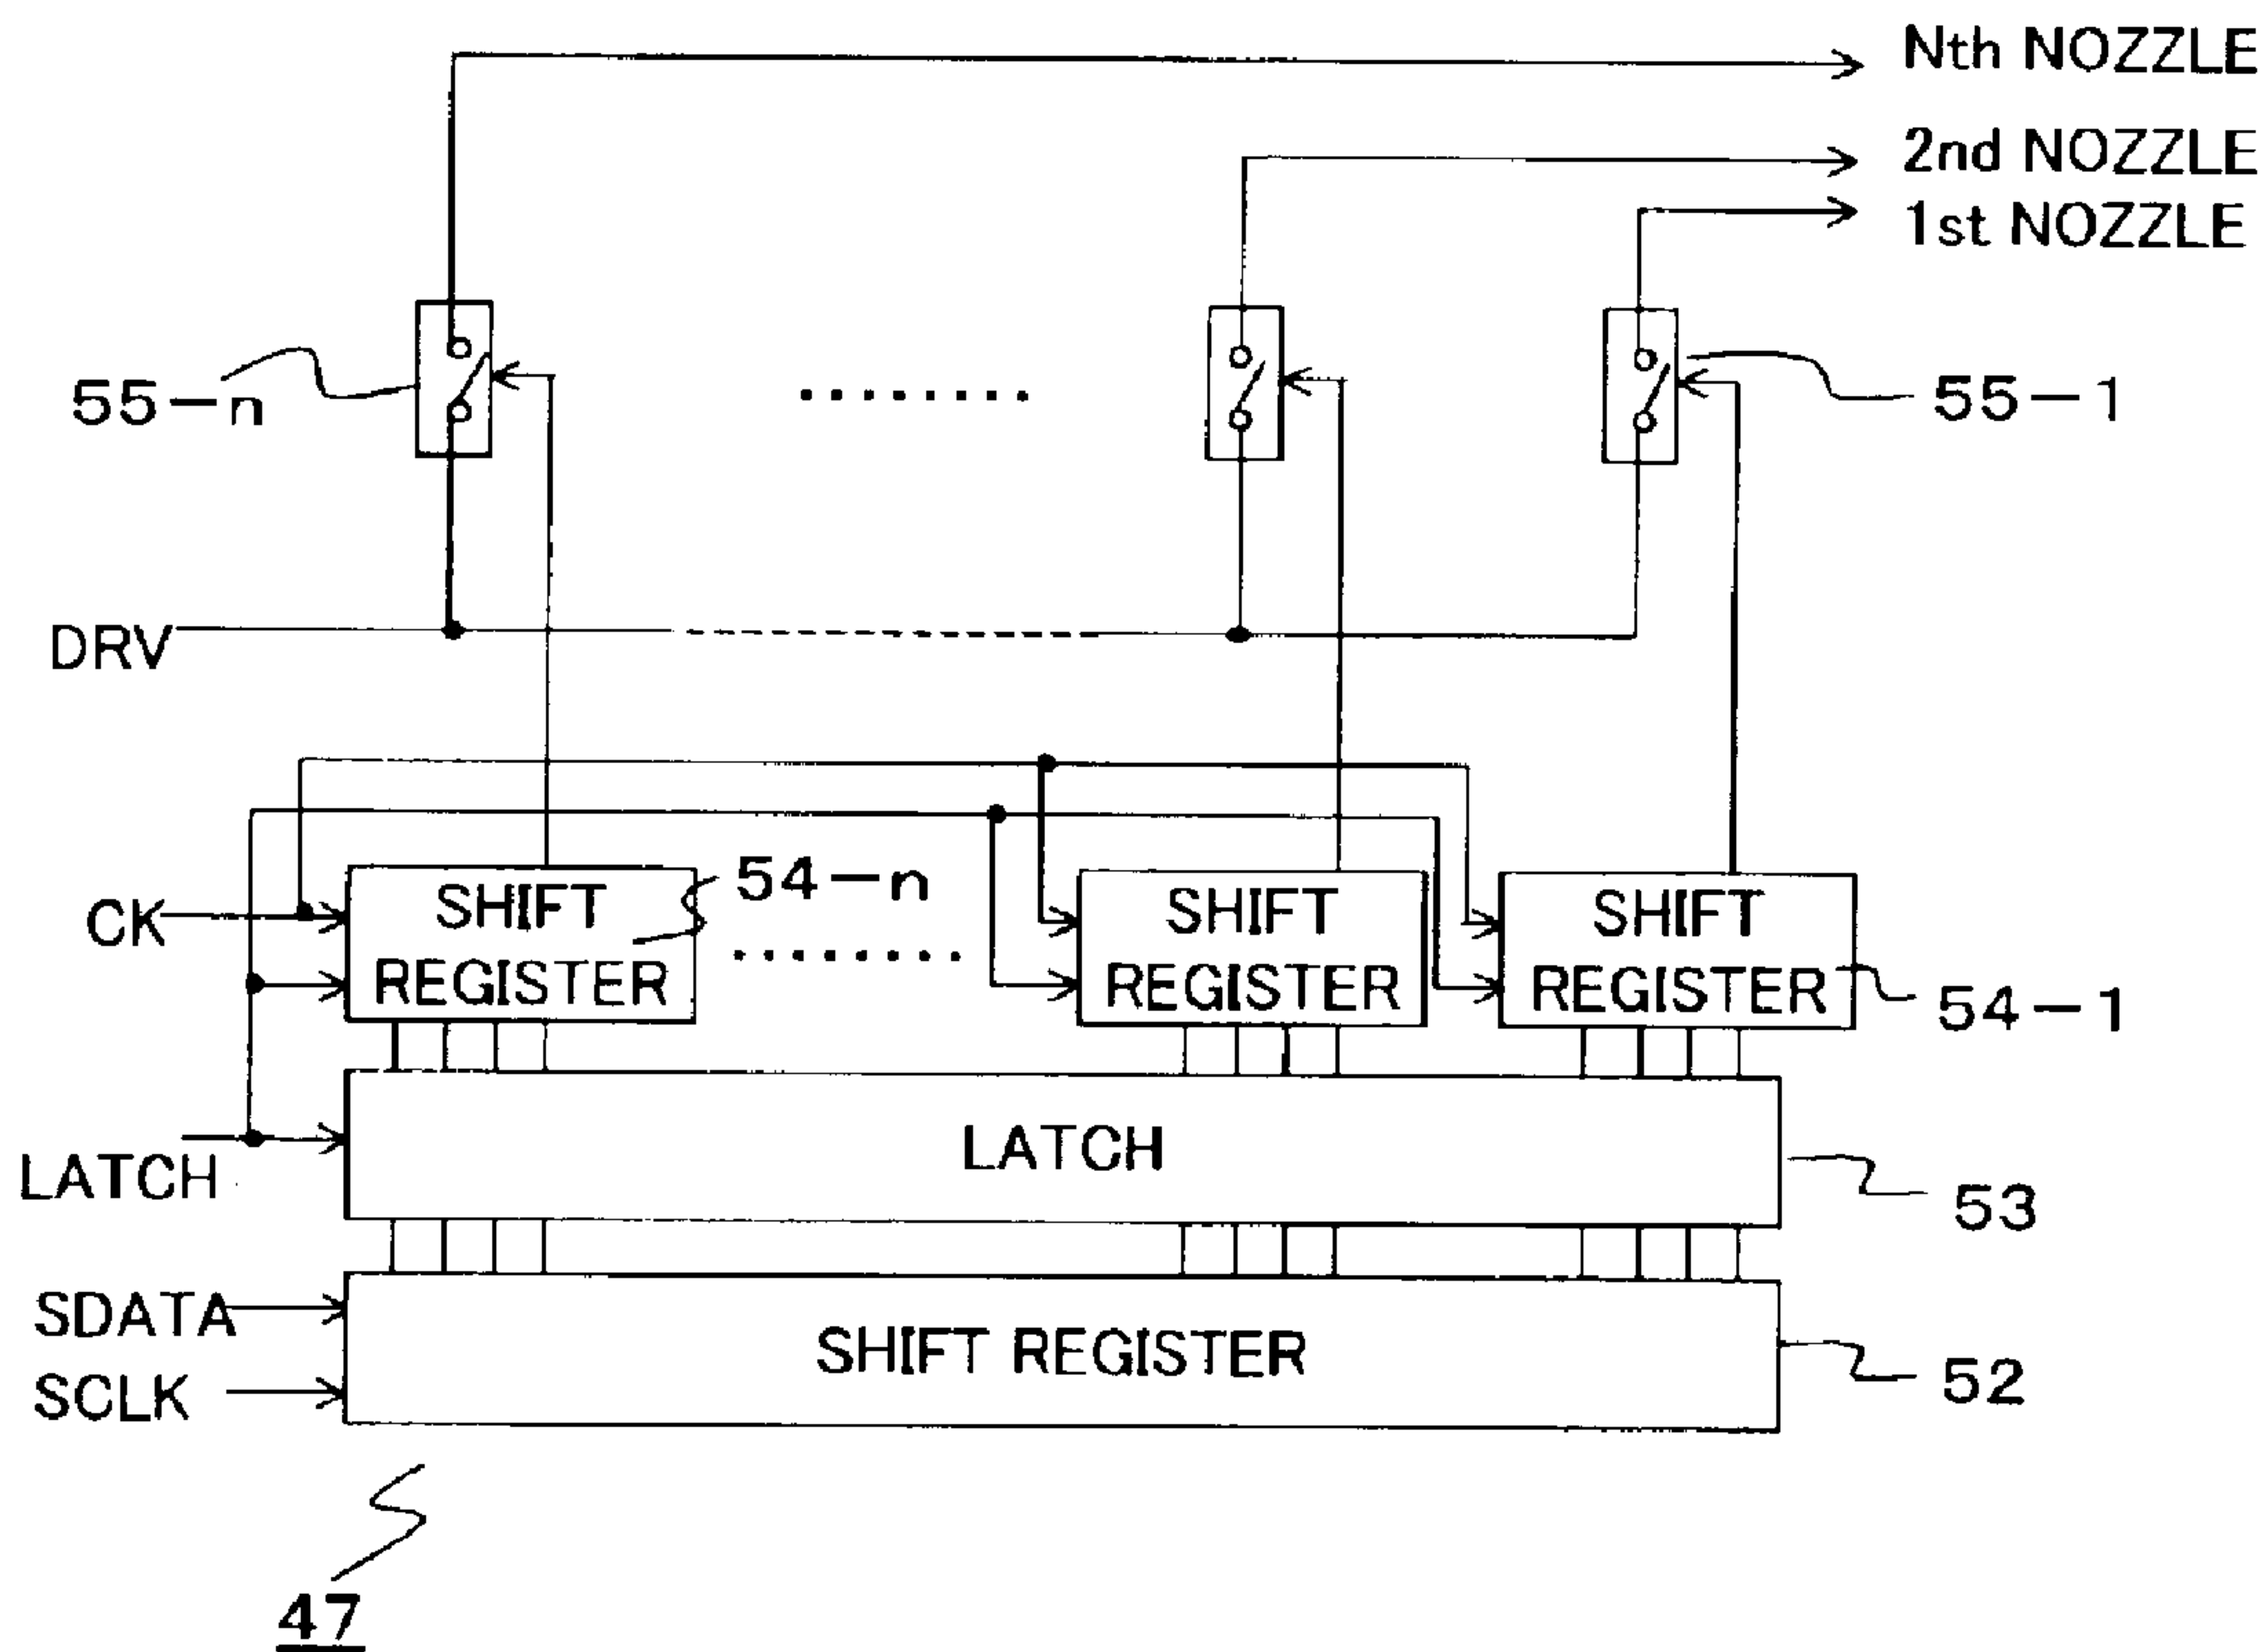 Nth NOZZLE
2nd NOZZLE
1st NOZZLE
55-n
55-1
DRV
CK
SHIFT
REGISTER
54-n
SHIFT
REGISTER
SHIFT
REGISTER
54-1
LATCH
LATCH
53
SDATA
SCLK
SHIFT REGISTER
52
47